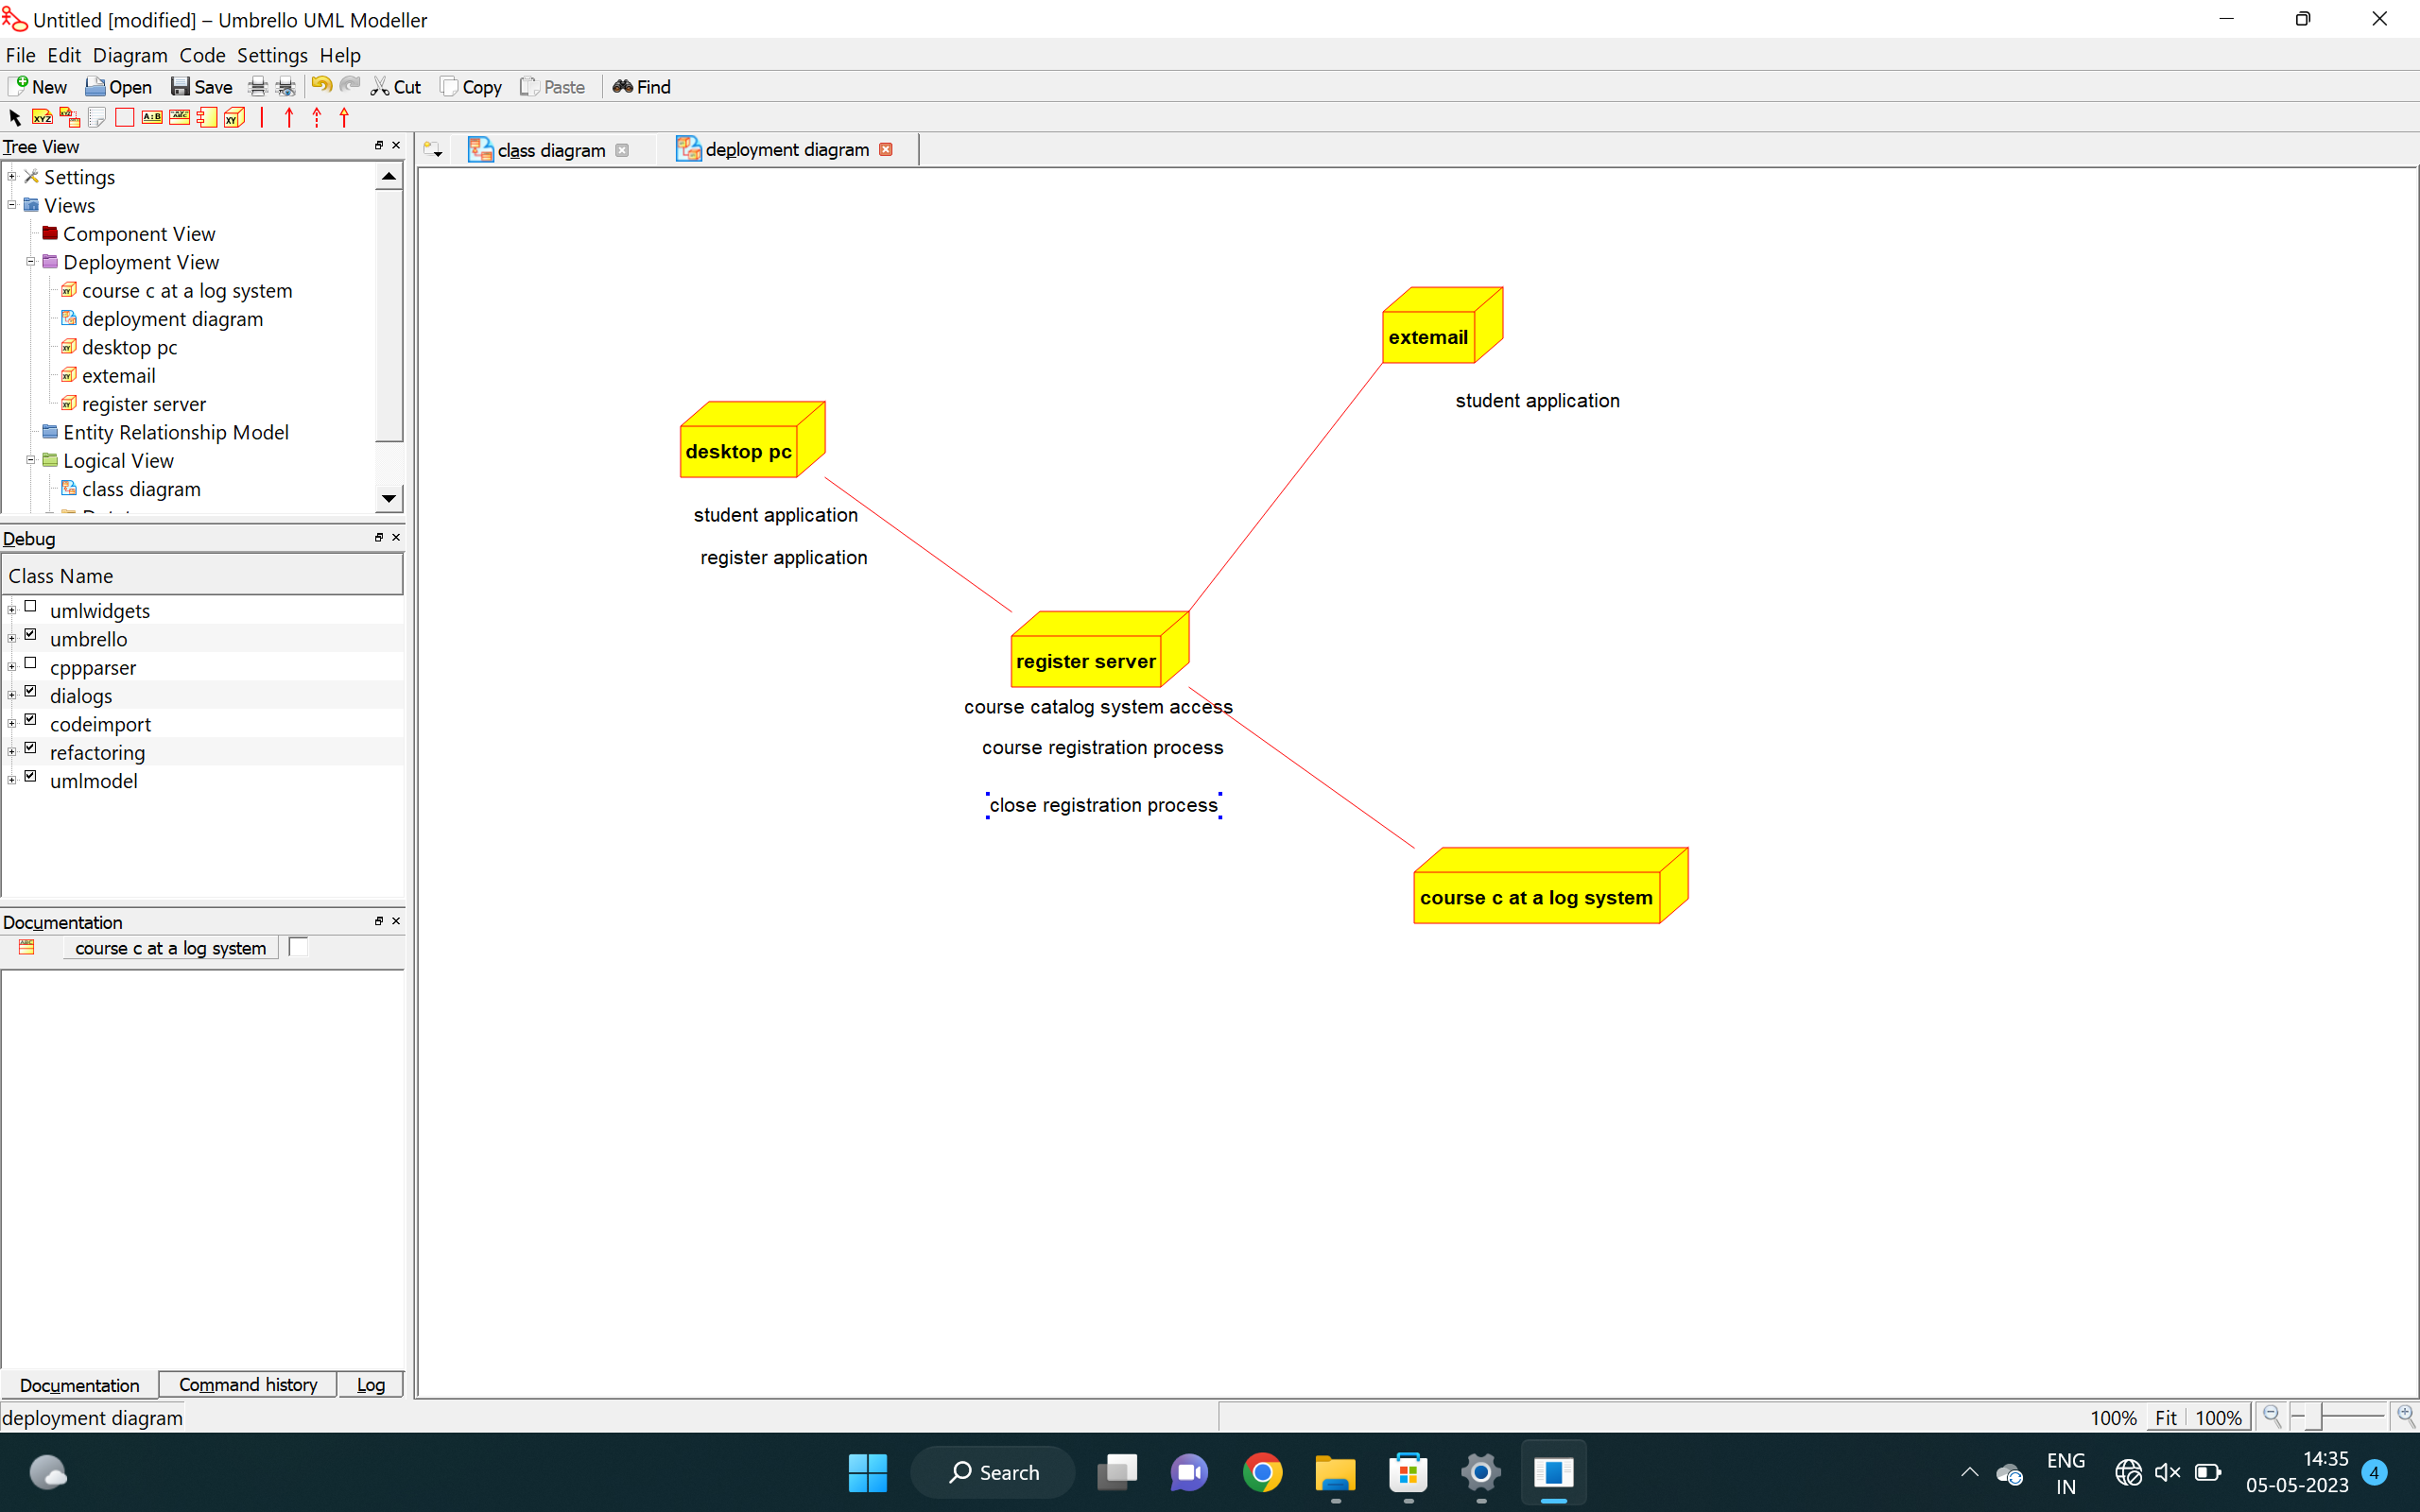 Untitled [modified] – Umbrello UML Modeller
File Edit Diagram Code Settings Help
New Open Save Cut Copy Paste Find
Tree View
Settings
Views
Component View
Deployment View
course c at a log system
deployment diagram
desktop pc
extemail
register server
Entity Relationship Model
Logical View
class diagram
Debug
Class Name
umlwidgets
umbrello
cppparser
dialogs
codeimport
refactoring
umlmodel
Documentation
course c at a log system
Documentation Command history Log
deployment diagram
class diagram deployment diagram
extemail
student application
desktop pc
student application
register application
register server
course catalog system access
course registration process
close registration process
course c at a log system
100% Fit 100%
Search
ENG
IN
14:35
05-05-2023
4